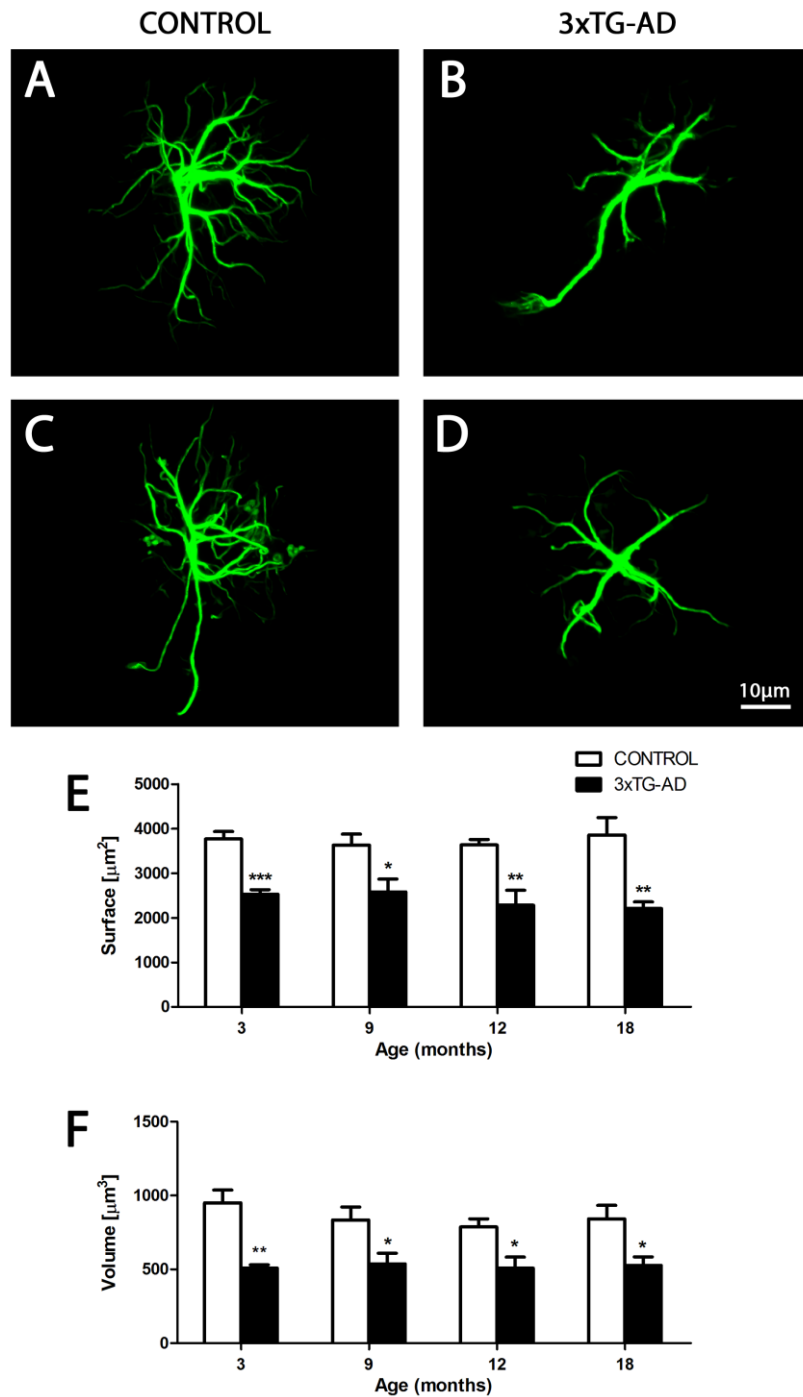 CONTROL 3xTG-AD
A B
C D
10μm
E
CONTROL
3xTG-AD
5000
4000
3000
2000
1000
0
Surface [μm²]
*** * ** **
3 9 12 18
Age (months)
F
1500
1000
500
0
Volume [μm³]
** * * *
3 9 12 18
Age (months)